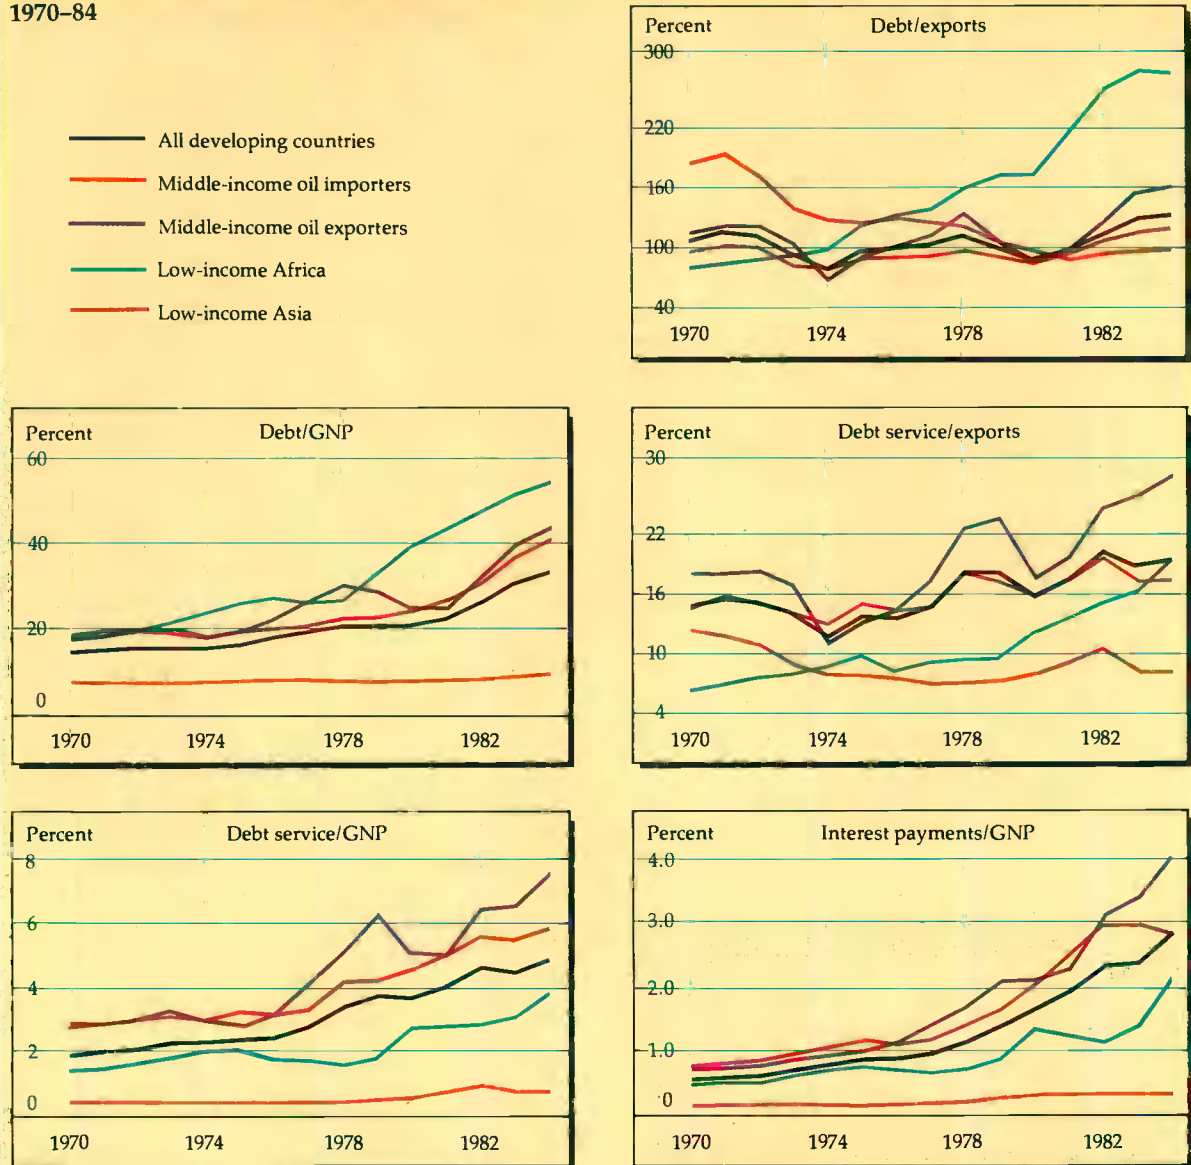 1970–84
All developing countries
Middle-income oil importers
Middle-income oil exporters
Low-income Africa
Low-income Asia
Percent Debt/exports
300
220
160
100
40
1970 1974 1978 1982
Percent Debt/GNP
60
40
20
0
1970 1974 1978 1982
Percent Debt service/exports
30
22
16
10
4
1970 1974 1978 1982
Percent Debt service/GNP
8
6
4
2
0
1970 1974 1978 1982
Percent Interest payments/GNP
4.0
3.0
2.0
1.0
0
1970 1974 1978 1982